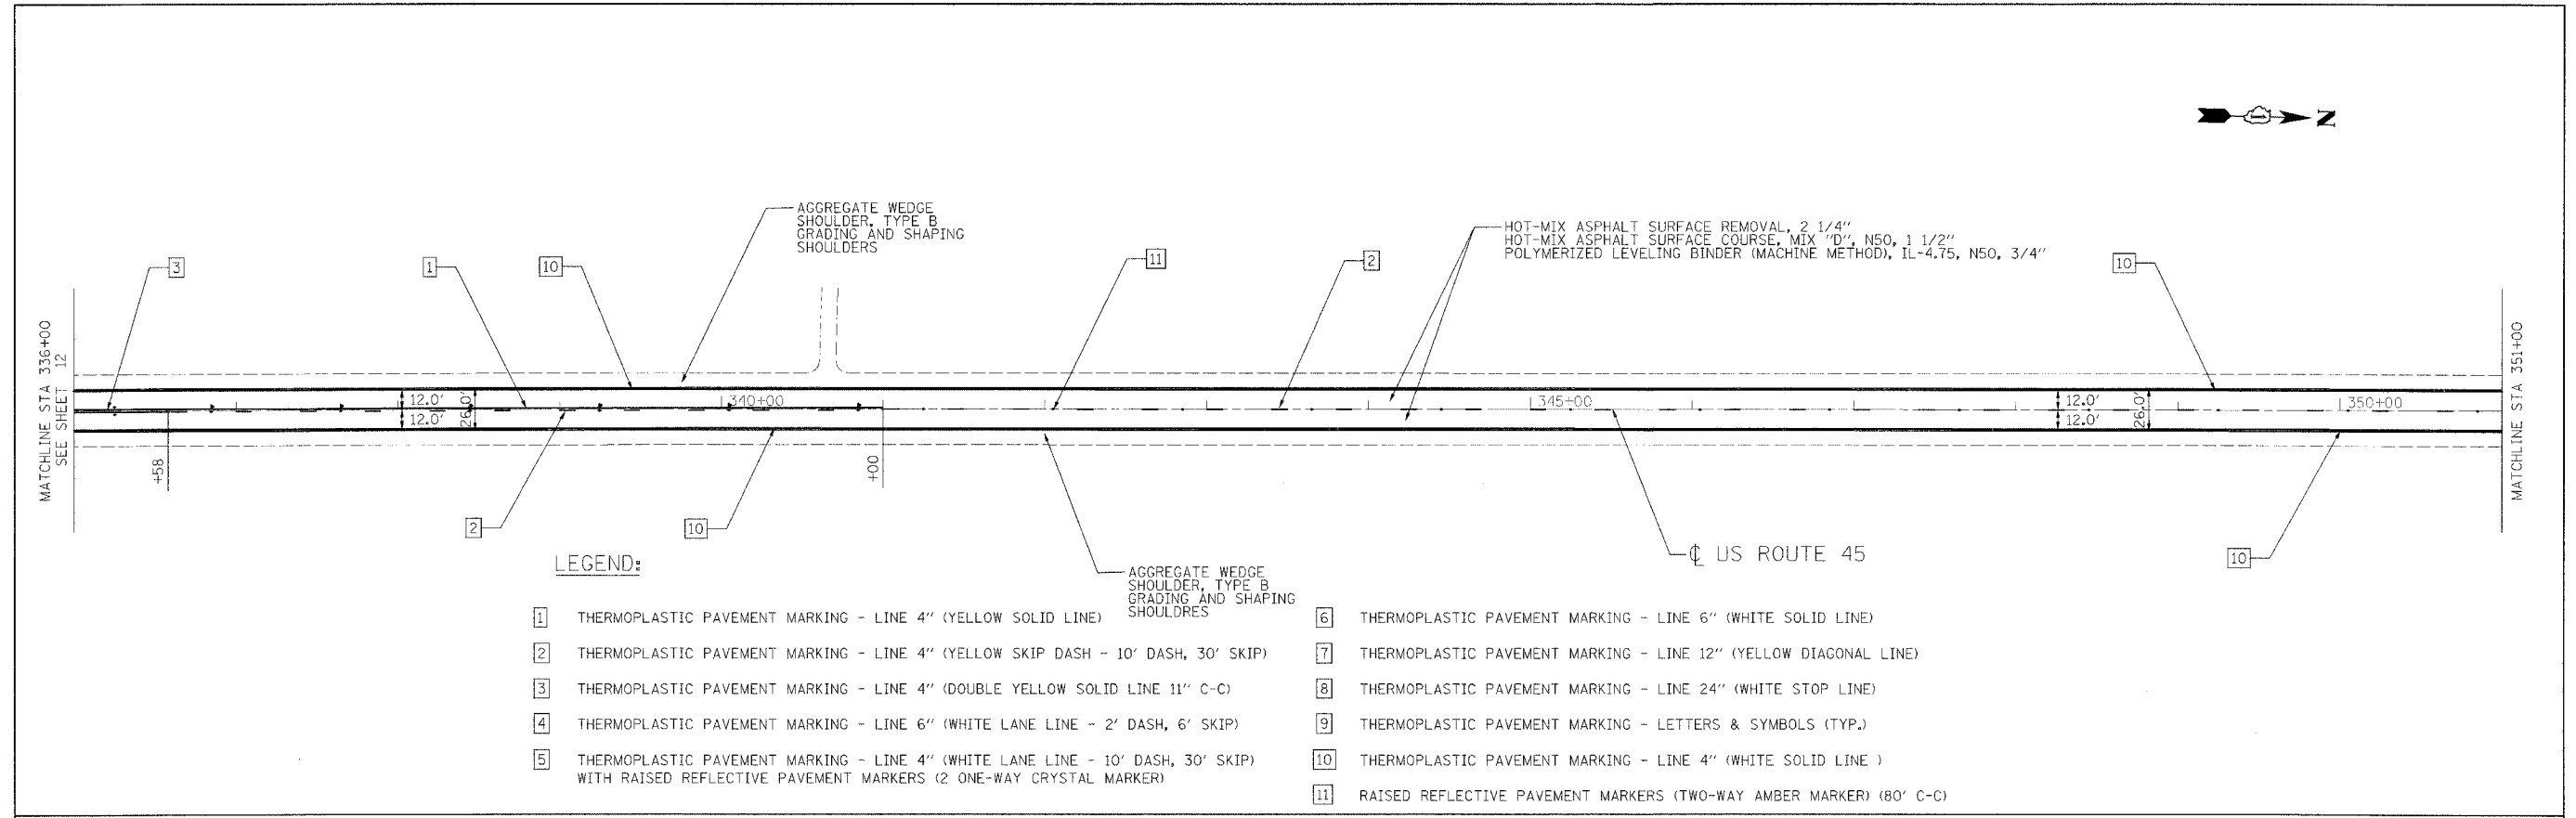 N
AGGREGATE WEDGE
SHOULDER, TYPE B
GRADING AND SHAPING
SHOULDERS
HOT-MIX ASPHALT SURFACE REMOVAL, 2 1/4"
HOT-MIX ASPHALT SURFACE COURSE, MIX "D", N50, 1 1/2"
POLYMERIZED LEVELING BINDER (MACHINE METHOD), IL-4.75, N50, 3/4"
3
1
10
11
2
10
MATCHLINE STA 336+00
SEE SHEET 12
12.0'
12.0'
26.0'
340+00
345+00
12.0'
12.0'
26.0'
350+00
MATCHLINE STA 351+00
+58
+00
2
10
10
℄ US ROUTE 45
AGGREGATE WEDGE
SHOULDER, TYPE B
GRADING AND SHAPING
SHOULDRES
LEGEND:
1 THERMOPLASTIC PAVEMENT MARKING - LINE 4" (YELLOW SOLID LINE)
2 THERMOPLASTIC PAVEMENT MARKING - LINE 4" (YELLOW SKIP DASH - 10' DASH, 30' SKIP)
3 THERMOPLASTIC PAVEMENT MARKING - LINE 4" (DOUBLE YELLOW SOLID LINE 11" C-C)
4 THERMOPLASTIC PAVEMENT MARKING - LINE 6" (WHITE LANE LINE - 2' DASH, 6' SKIP)
5 THERMOPLASTIC PAVEMENT MARKING - LINE 4" (WHITE LANE LINE - 10' DASH, 30' SKIP)
WITH RAISED REFLECTIVE PAVEMENT MARKERS (2 ONE-WAY CRYSTAL MARKER)
6 THERMOPLASTIC PAVEMENT MARKING - LINE 6" (WHITE SOLID LINE)
7 THERMOPLASTIC PAVEMENT MARKING - LINE 12" (YELLOW DIAGONAL LINE)
8 THERMOPLASTIC PAVEMENT MARKING - LINE 24" (WHITE STOP LINE)
9 THERMOPLASTIC PAVEMENT MARKING - LETTERS & SYMBOLS (TYP.)
10 THERMOPLASTIC PAVEMENT MARKING - LINE 4" (WHITE SOLID LINE )
11 RAISED REFLECTIVE PAVEMENT MARKERS (TWO-WAY AMBER MARKER) (80' C-C)